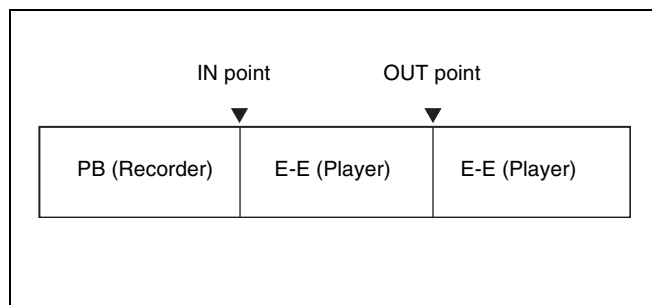 IN point OUT point
PB (Recorder) E-E (Player) E-E (Player)